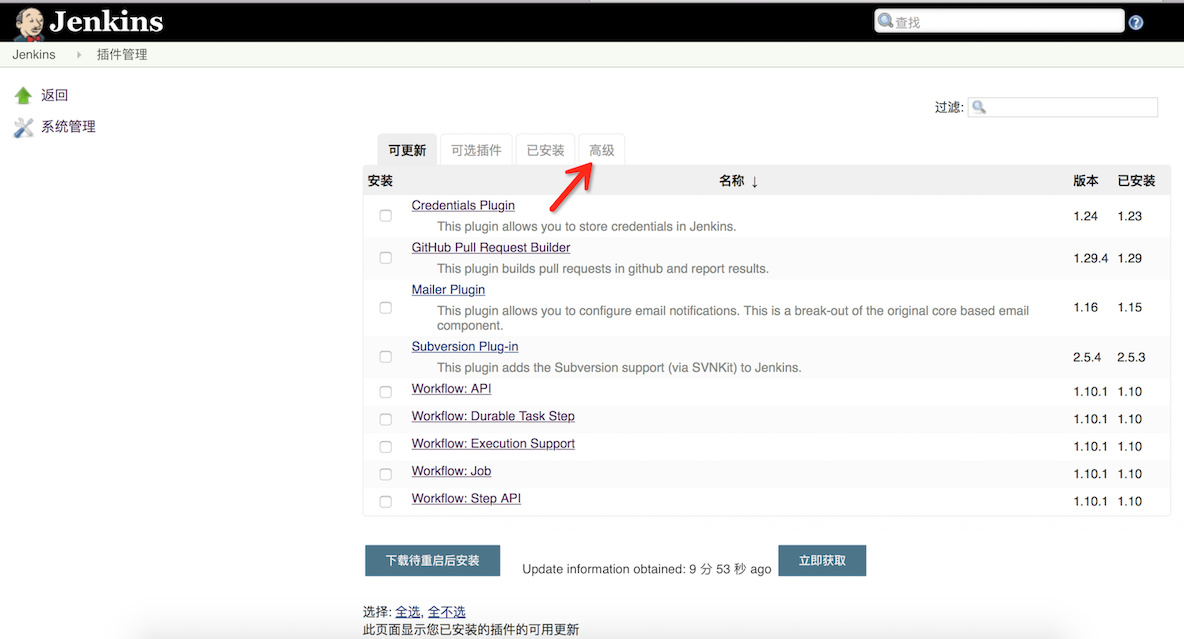 Jenkins
查找
Jenkins 插件管理
返回
系统管理
过滤:
可更新 可选插件 已安装 高级
安装 名称 ↓ 版本 已安装
Credentials Plugin
This plugin allows you to store credentials in Jenkins.
1.24 1.23
GitHub Pull Request Builder
This plugin builds pull requests in github and report results.
1.29.4 1.29
Mailer Plugin
This plugin allows you to configure email notifications. This is a break-out of the original core based email
component.
1.16 1.15
Subversion Plug-in
This plugin adds the Subversion support (via SVNKit) to Jenkins.
2.5.4 2.5.3
Workflow: API 1.10.1 1.10
Workflow: Durable Task Step 1.10.1 1.10
Workflow: Execution Support 1.10.1 1.10
Workflow: Job 1.10.1 1.10
Workflow: Step API 1.10.1 1.10
下载待重启后安装 Update information obtained: 9 分 53 秒 ago 立即获取
选择: 全选, 全不选
此页面显示您已安装的插件的可用更新